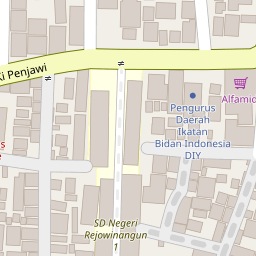 Ki Penjawi
Alfamid
Pengurus
Daerah
Ikatan
Bidan Indonesia
DIY
SD Negeri
Rejowinangun
1